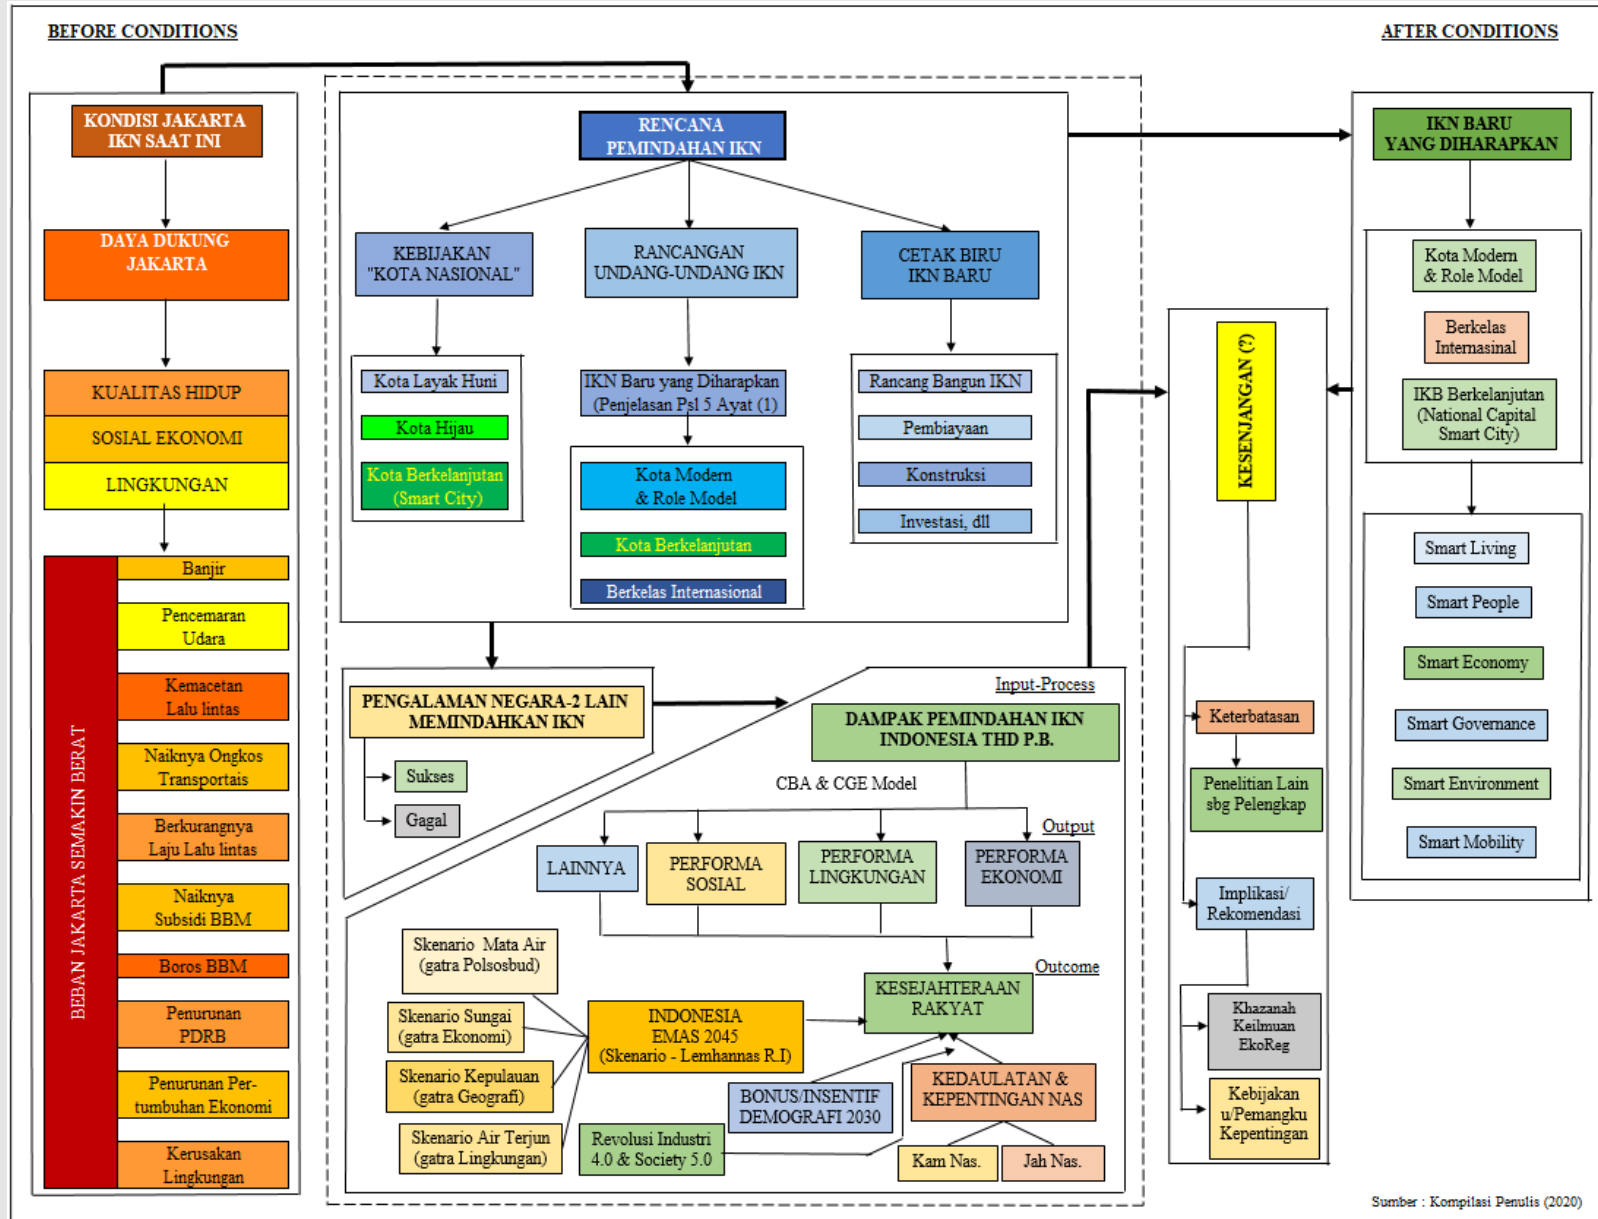 BEFORE CONDITIONS
AFTER CONDITIONS
KONDISI JAKARTA
IKN SAAT INI
DAYA DUKUNG
JAKARTA
KUALITAS HIDUP
SOSIAL EKONOMI
LINGKUNGAN
BEBAN JAKARTA SEMAKIN BERAT
Banjir
Pencemaran
Udara
Kemacetan
Lalu lintas
Naiknya Ongkos
Transportais
Berkurangnya
Laju Lalu lintas
Naiknya
Subsidi BBM
Boros BBM
Penurunan
PDRB
Penurunan Per-
tumbuhan Ekonomi
Kerusakan
Lingkungan
RENCANA
PEMINDAHAN IKN
KEBIJAKAN
"KOTA NASIONAL"
Kota Layak Huni
Kota Hijau
Kota Berkelanjutan
(Smart City)
RANCANGAN
UNDANG-UNDANG IKN
IKN Baru yang Diharapkan
(Penjelasan Psl 5 Ayat (1)
Kota Modern
& Role Model
Kota Berkelanjutan
Berkelas Internasional
CETAK BIRU
IKN BARU
Rancang Bangun IKN
Pembiayaan
Konstruksi
Investasi, dll
PENGALAMAN NEGARA-2 LAIN
MEMINDAHKAN IKN
Sukses
Gagal
Input-Process
DAMPAK PEMINDAHAN IKN
INDONESIA THD P.B.
CBA & CGE Model
Output
LAINNYA
PERFORMA
SOSIAL
PERFORMA
LINGKUNGAN
PERFORMA
EKONOMI
Outcome
KESEJAHTERAAN
RAKYAT
Skenario Mata Air
(gatra Polsosbud)
Skenario Sungai
(gatra Ekonomi)
Skenario Kepulauan
(gatra Geografi)
Skenario Air Terjun
(gatra Lingkungan)
INDONESIA
EMAS 2045
(Skenario - Lemhannas R.I)
BONUS/INSENTIF
DEMOGRAFI 2030
Revolusi Industri
4.0 & Society 5.0
KEDAULATAN &
KEPENTINGAN NAS
Kam Nas.
Jah Nas.
KESENJANGAN (?)
Keterbatasan
Penelitian Lain
sbg Pelengkap
Implikasi/
Rekomendasi
Khazanah
Keilmuan
EkoReg
Kebijakan
u/Pemangku
Kepentingan
IKN BARU
YANG DIHARAPKAN
Kota Modern
& Role Model
Berkelas
Internasinal
IKB Berkelanjutan
(National Capital
Smart City)
Smart Living
Smart People
Smart Economy
Smart Governance
Smart Environment
Smart Mobility
Sumber : Kompilasi Penulis (2020)